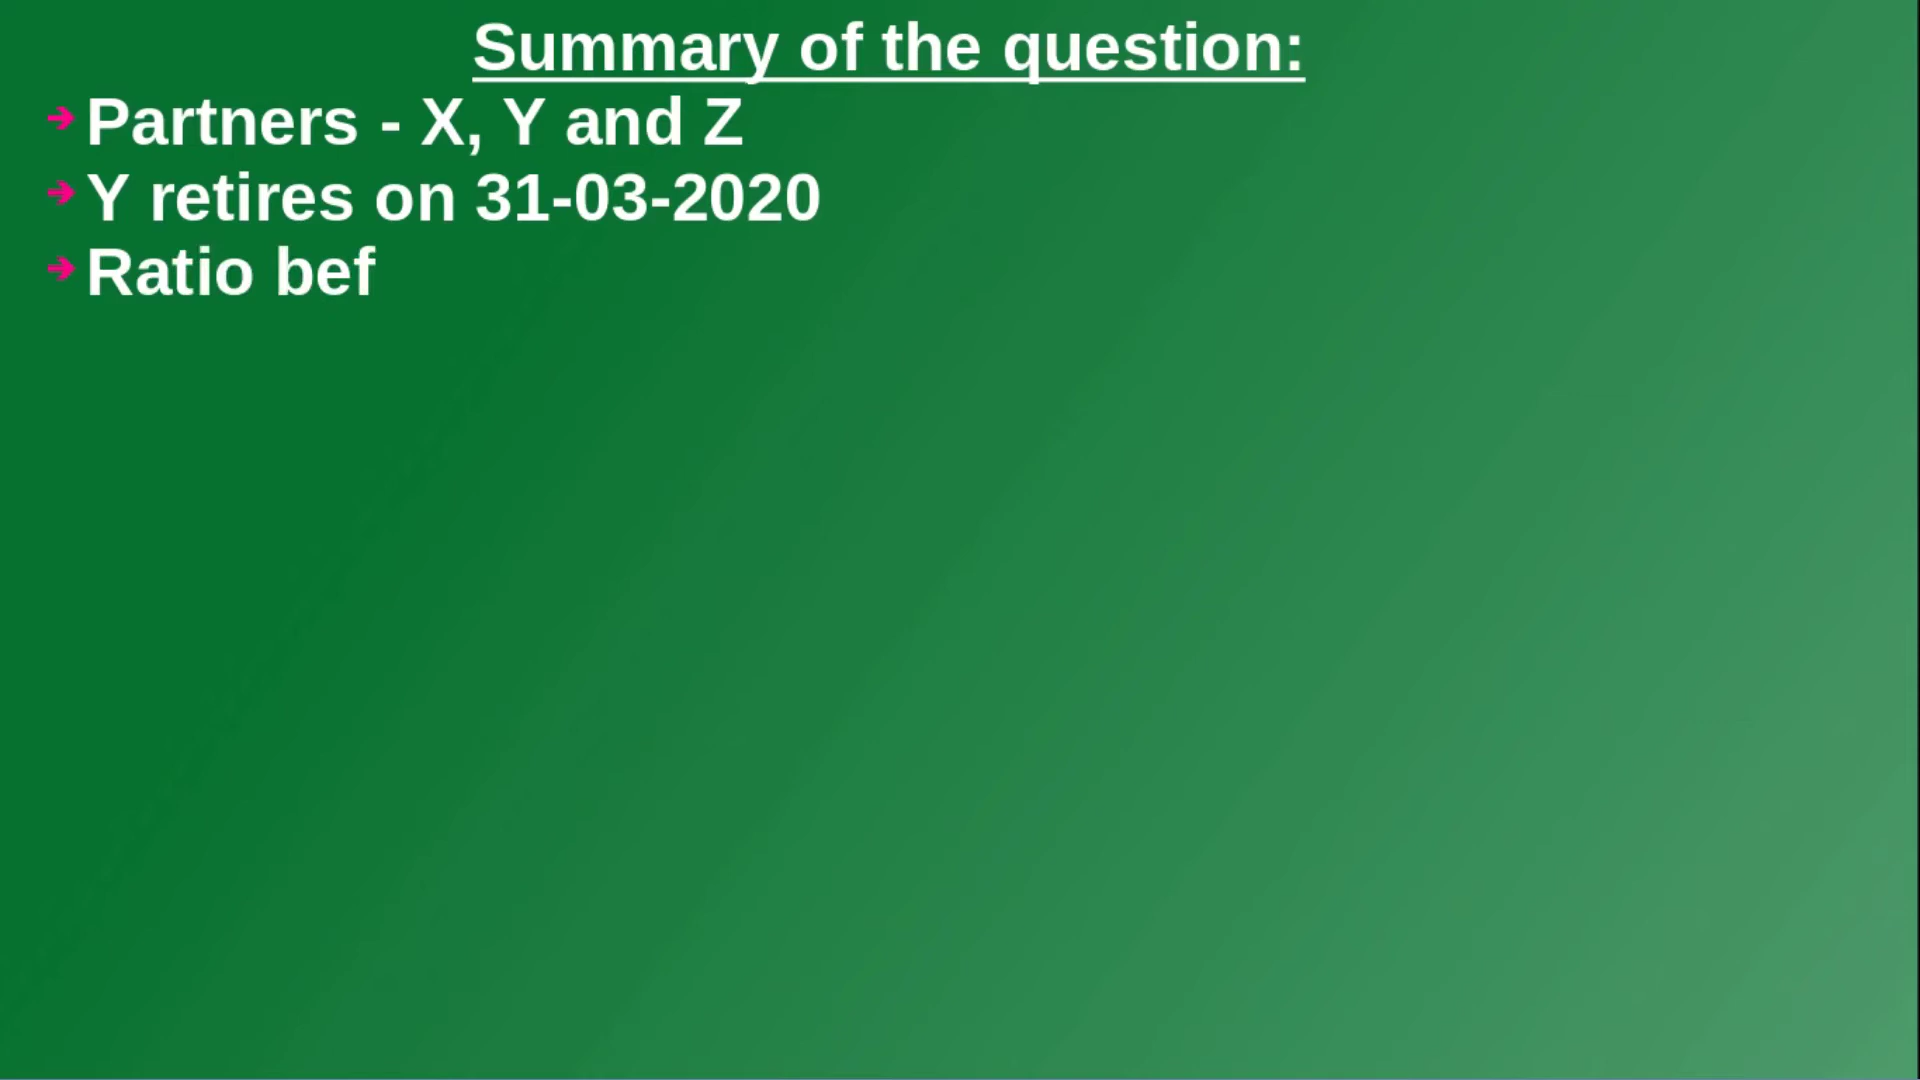 Summary of the question:
➔ Partners - X, Y and Z
➔ Y retires on 31-03-2020
➔ Ratio bef